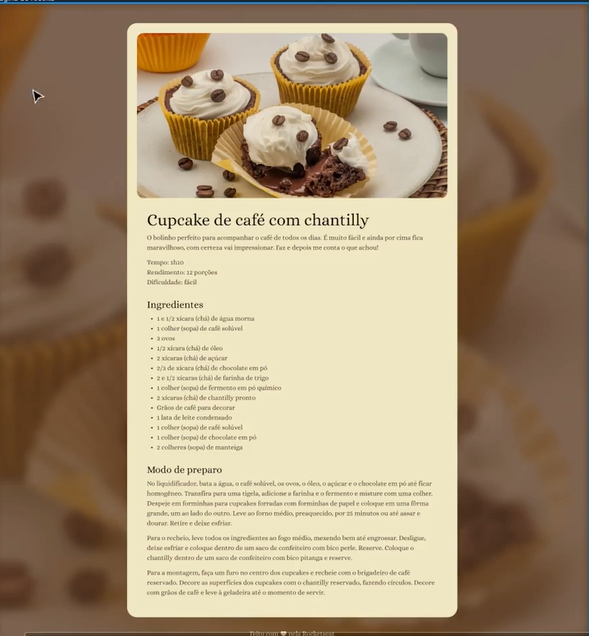 Cupcake de café com chantilly
O bolinho perfeito para acompanhar o café de todos os dias. É muito fácil e ainda por cima fica
maravilhoso, com certeza vai impressionar. Faz e depois me conta o que achou!
Tempo: 1h10
Rendimento: 12 porções
Dificuldade: fácil
Ingredientes
• 1 e 1/2 xícara (chá) de água morna
• 1 colher (sopa) de café solúvel
• 3 ovos
• 1/2 xícara (chá) de óleo
• 2 xícaras (chá) de açúcar
• 2/3 de xícara (chá) de chocolate em pó
• 2 e 1/2 xícaras (chá) de farinha de trigo
• 1 colher (sopa) de fermento em pó químico
• 2 xícaras (chá) de chantilly pronto
• Grãos de café para decorar
• 1 lata de leite condensado
• 1 colher (sopa) de café solúvel
• 1 colher (sopa) de chocolate em pó
• 2 colheres (sopa) de manteiga
Modo de preparo
No liquidificador, bata a água, o café solúvel, os ovos, o óleo, o açúcar e o chocolate em pó até ficar
homogêneo. Transfira para uma tigela, adicione a farinha e o fermento e misture com uma colher.
Despeje em forminhas para cupcakes forradas com forminhas de papel e coloque em uma fôrma
grande, um ao lado do outro. Leve ao forno médio, preaquecido, por 25 minutos ou até assar e
dourar. Retire e deixe esfriar.
Para o recheio, leve todos os ingredientes ao fogo médio, mexendo bem até engrossar. Desligue,
deixe esfriar e coloque dentro de um saco de confeiteiro com bico perle. Reserve. Coloque o
chantilly dentro de um saco de confeiteiro com bico pitanga e reserve.
Para a montagem, faça um furo no centro dos cupcakes e recheie com o brigadeiro de café
reservado. Decore as superfícies dos cupcakes com o chantilly reservado, fazendo círculos. Decore
com grãos de café e leve à geladeira até o momento de servir.
Feito com ♥ pela Rocketseat